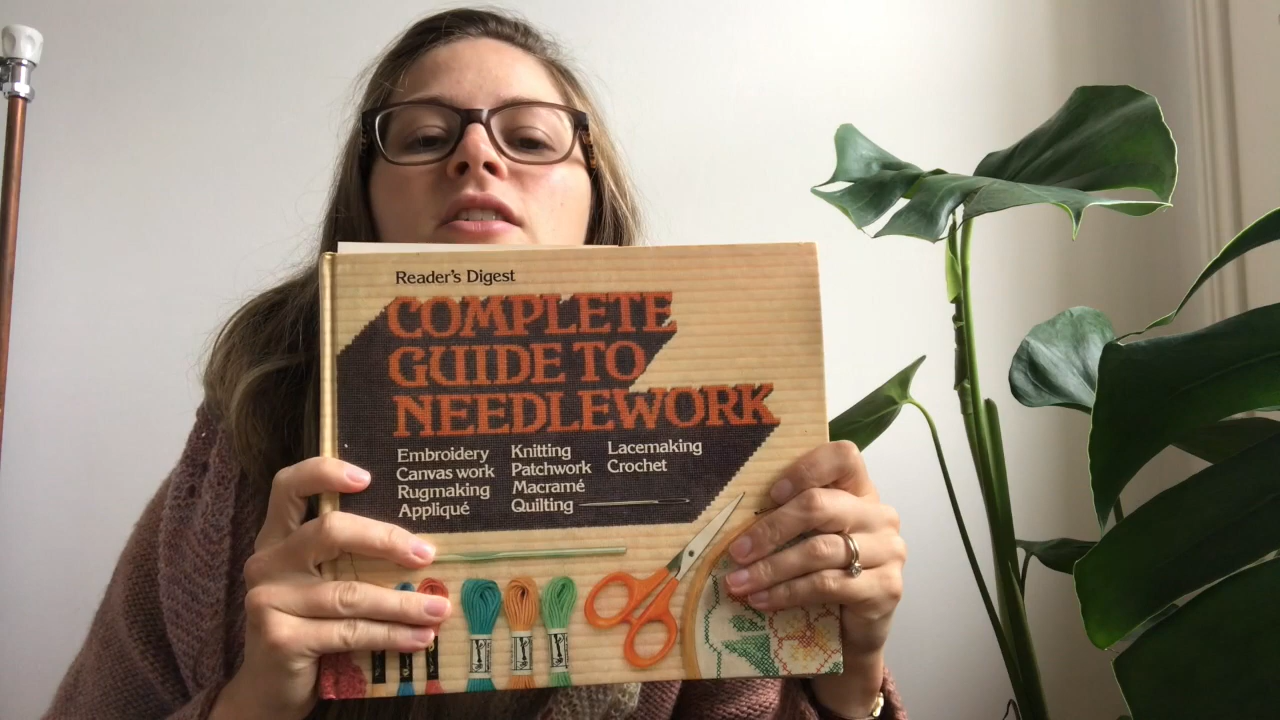 Reader's Digest
COMPLETE
GUIDE TO
NEEDLEWORK
Embroidery
Canvas work
Rugmaking
Appliqué
Knitting
Patchwork
Macramé
Quilting
Lacemaking
Crochet